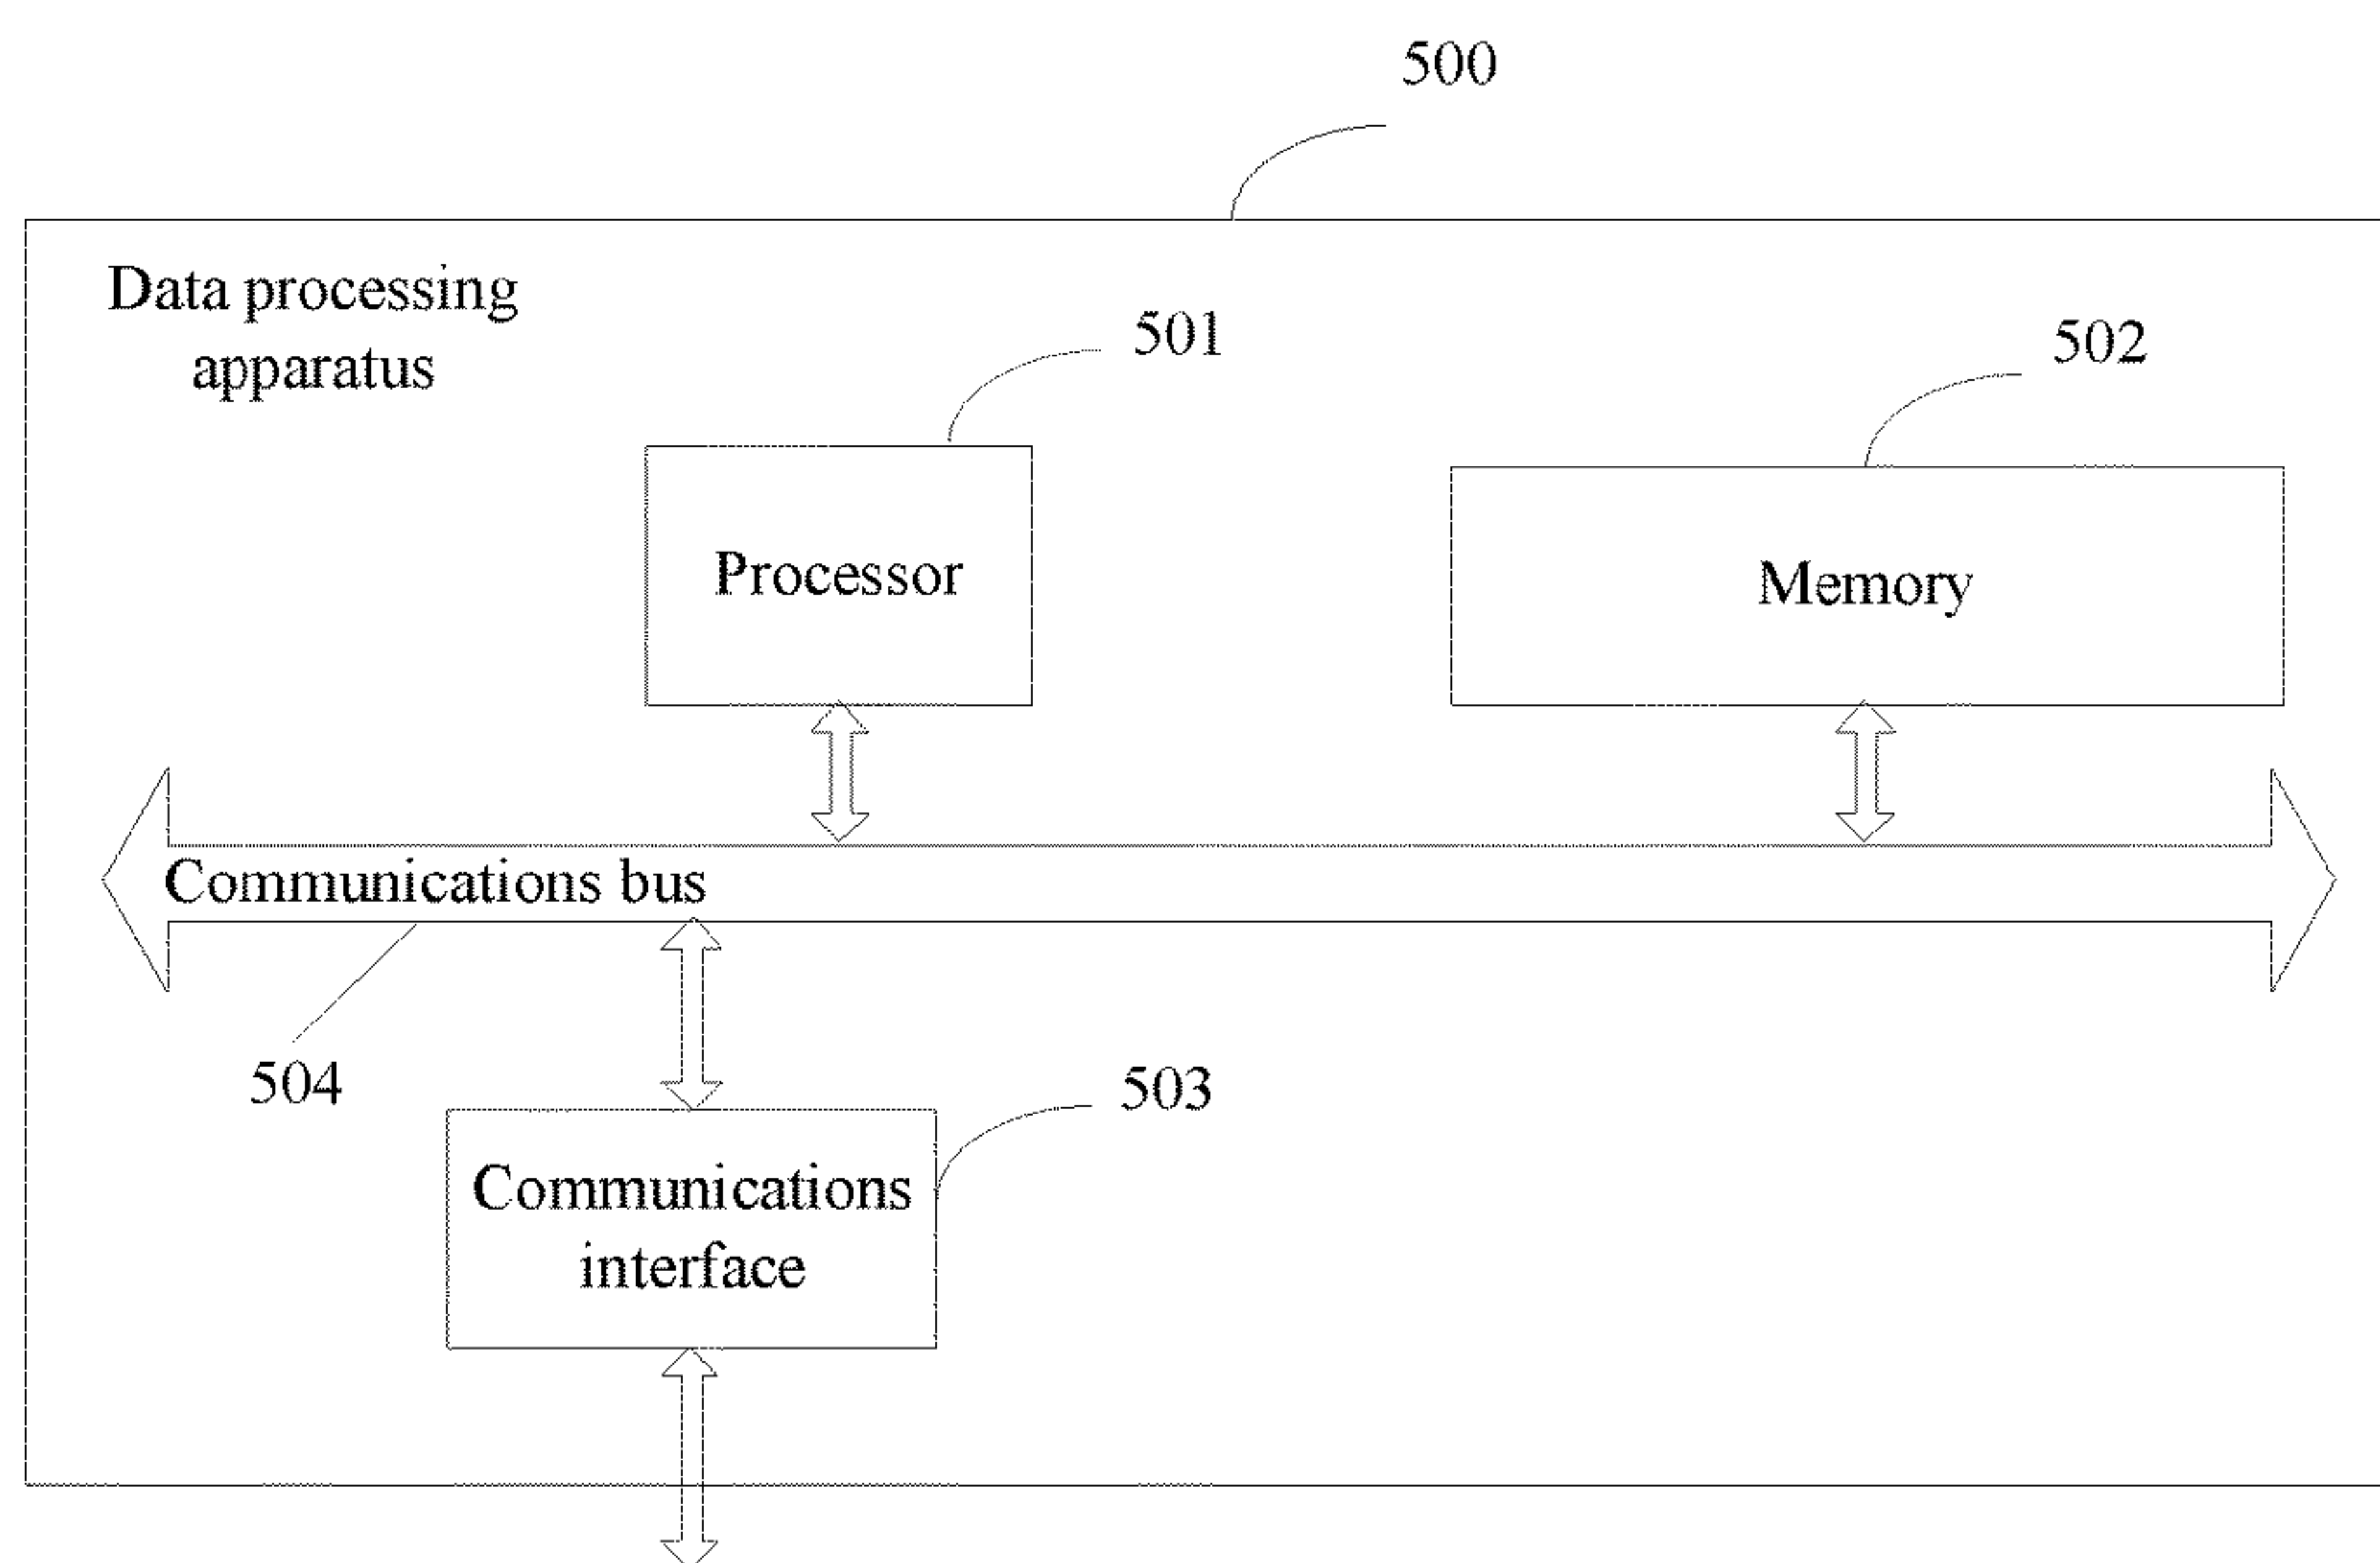 500
Data processing
apparatus
501
502
Processor
Memory
Communications bus
504
503
Communications
interface